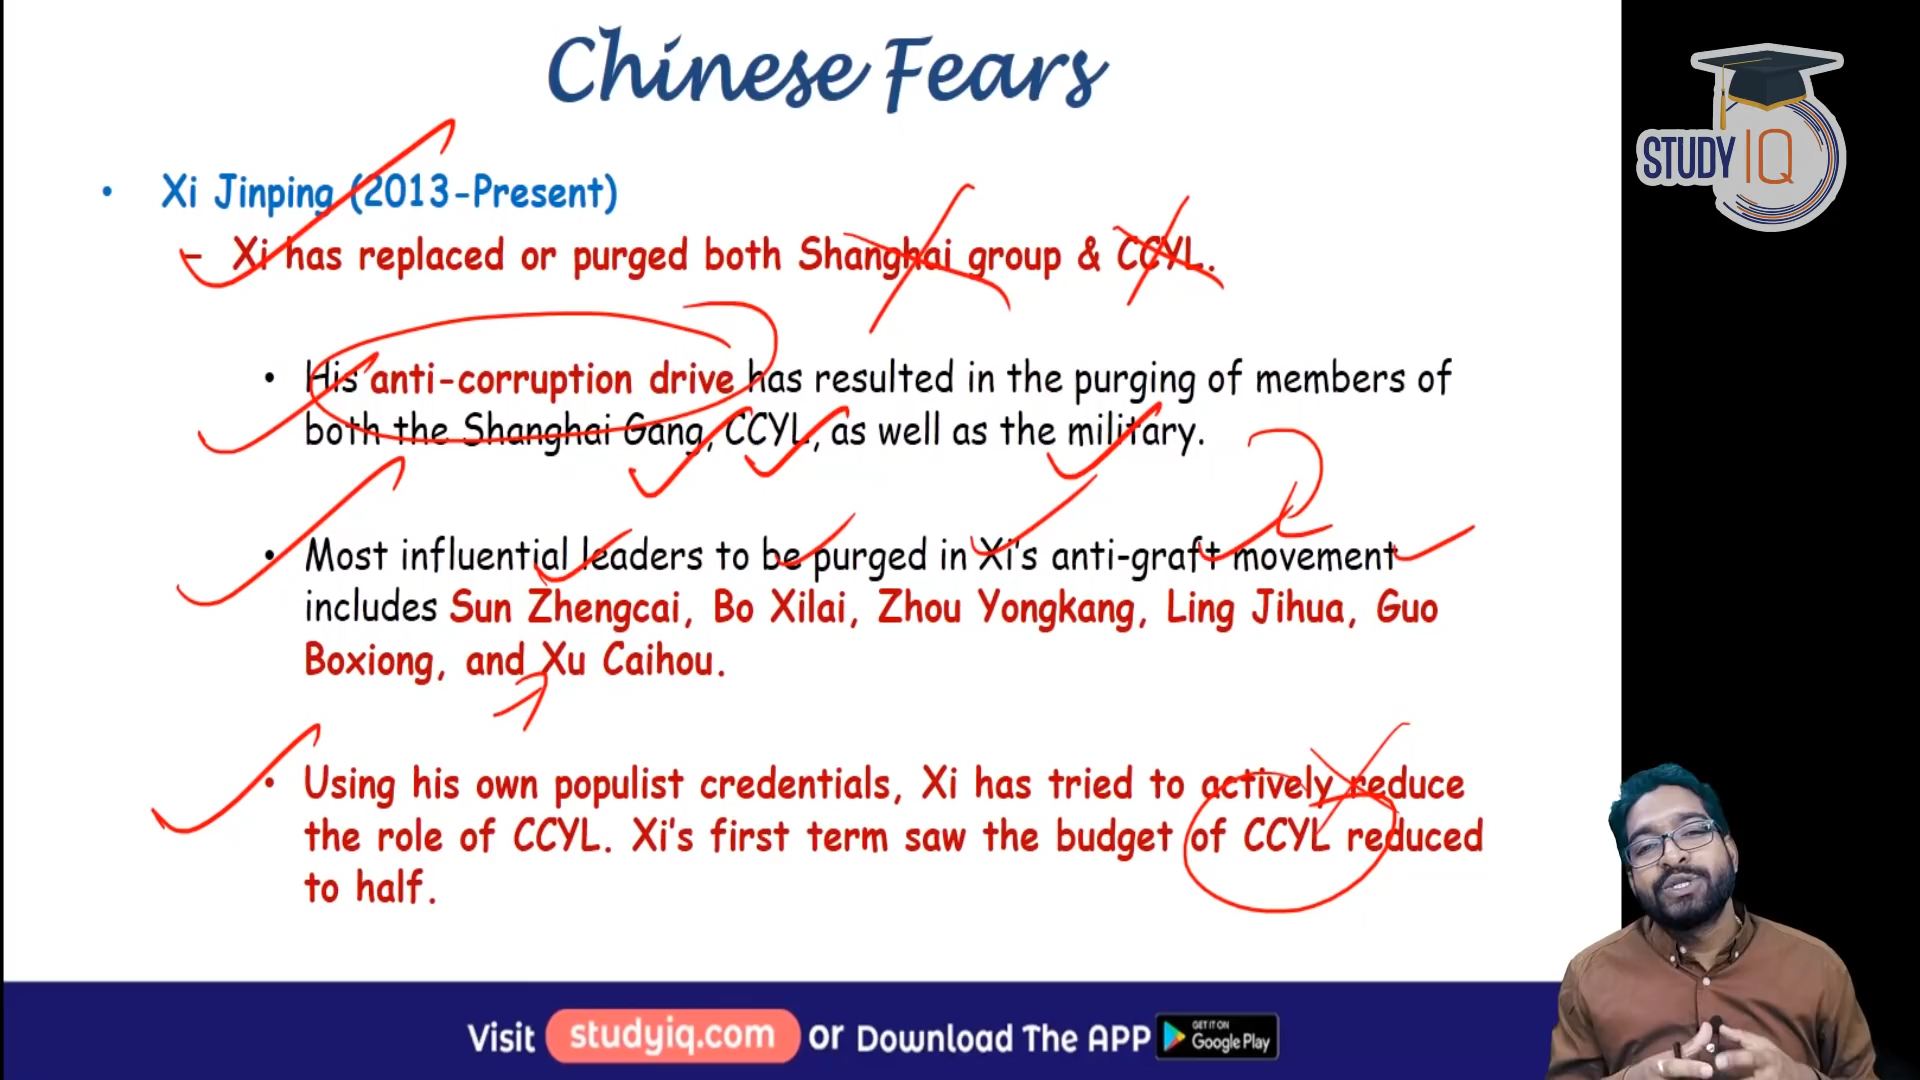 Chinese Fears
STUDY IQ
• Xi Jinping (2013-Present)
– Xi has replaced or purged both Shanghai group & CCYL.
• His anti-corruption drive has resulted in the purging of members of
both the Shanghai Gang, CCYL, as well as the military.
• Most influential leaders to be purged in Xi's anti-graft movement
includes Sun Zhengcai, Bo Xilai, Zhou Yongkang, Ling Jihua, Guo
Boxiong, and Xu Caihou.
• Using his own populist credentials, Xi has tried to actively reduce
the role of CCYL. Xi's first term saw the budget of CCYL reduced
to half.
Visit studyiq.com or Download The APP GET IT ON Google Play